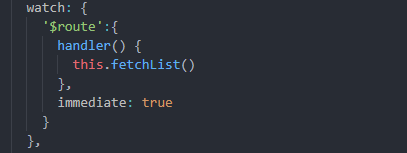 watch: {
'$route':{
handler() {
this.fetchList()
},
immediate: true
}
},